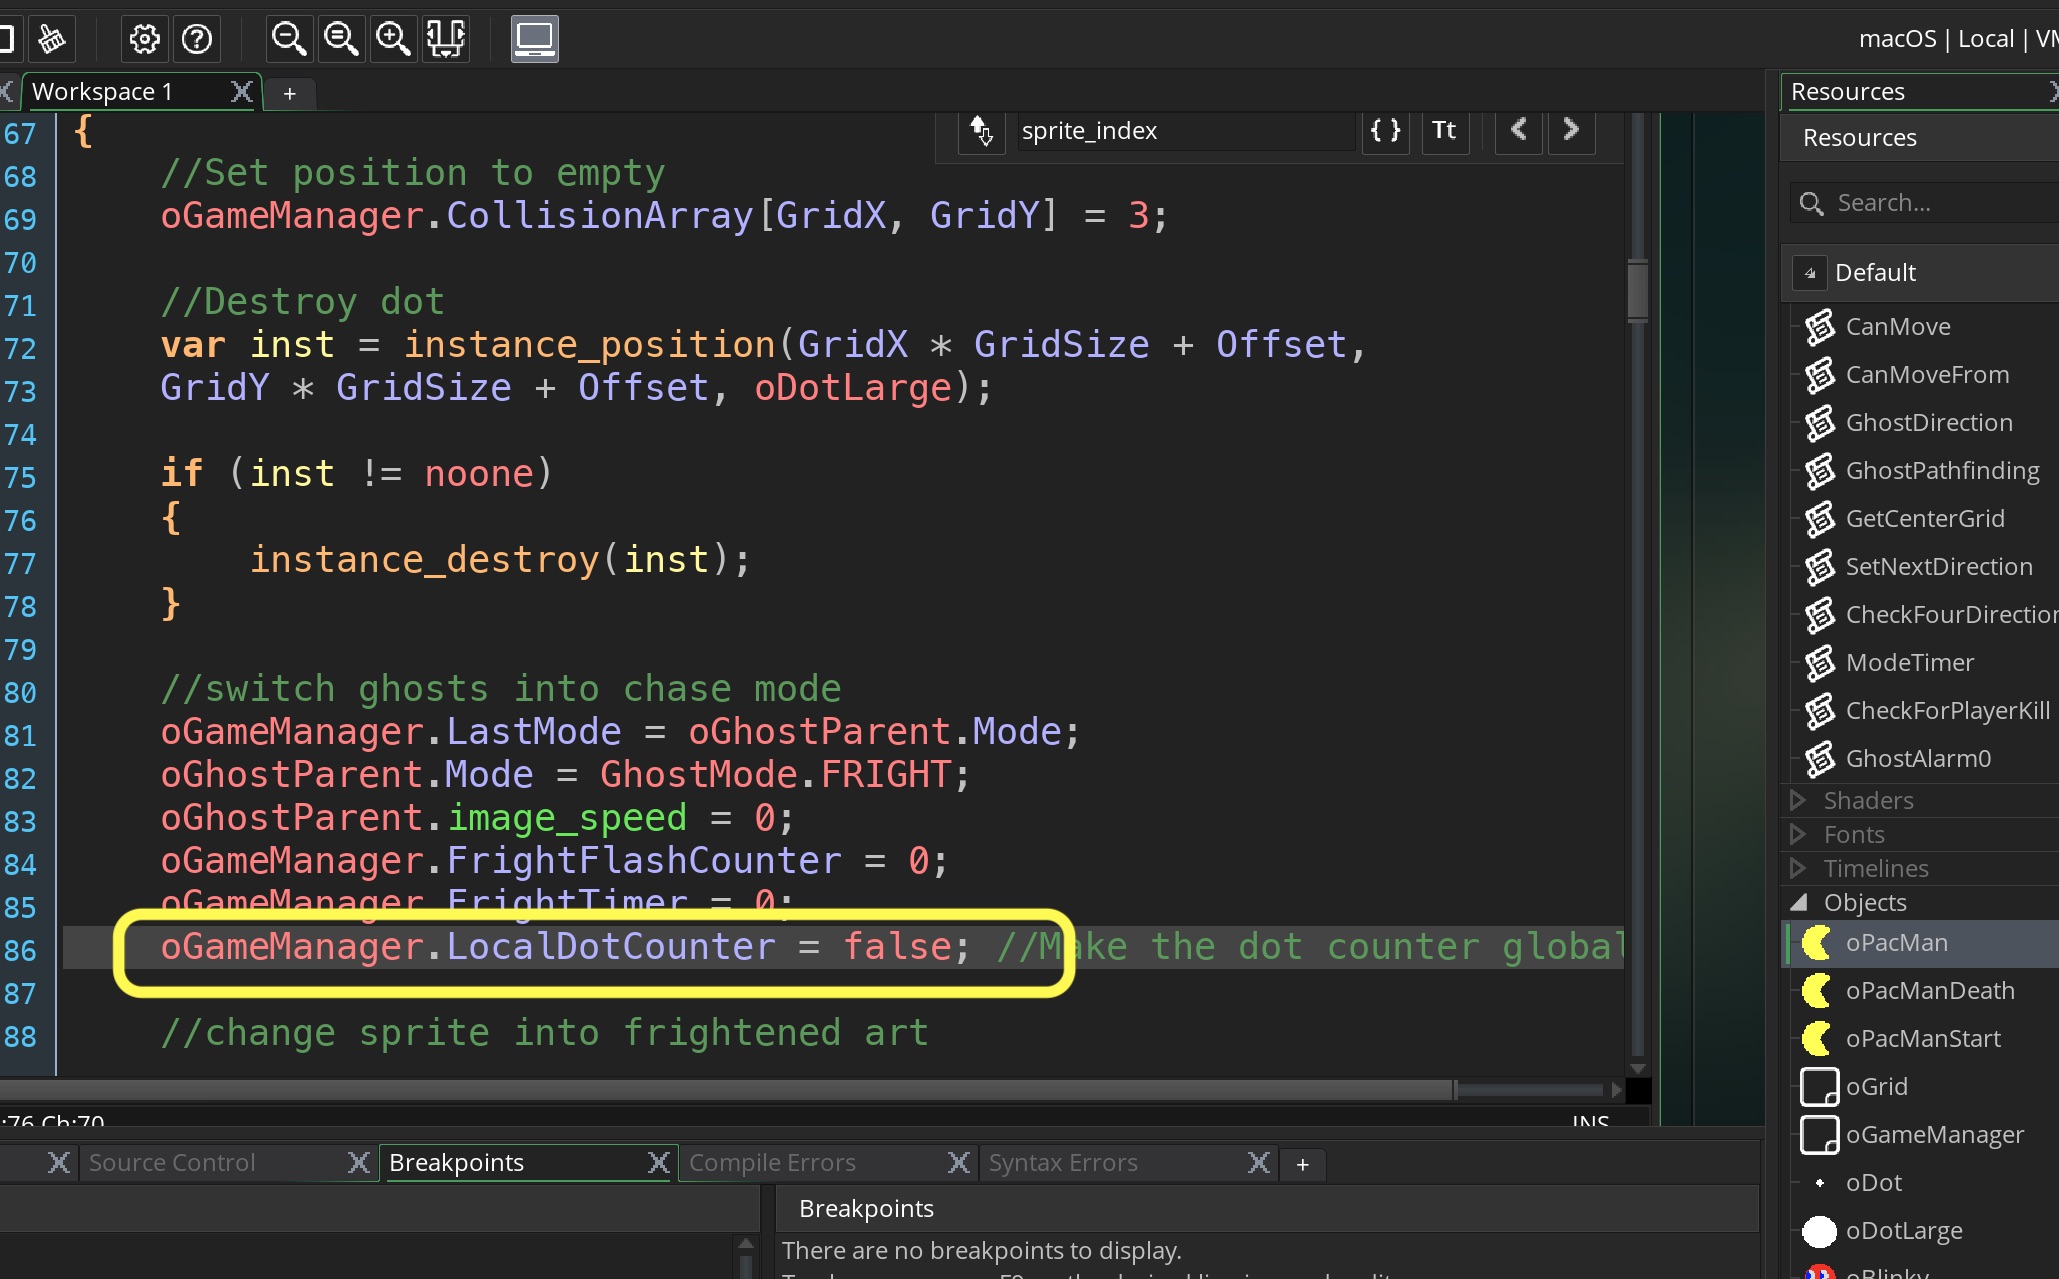 macOS | Local |
Workspace 1
+
Resources
67 {
sprite_index
{ } Tt < >
Resources
68 //Set position to empty
69 oGameManager.CollisionArray[GridX, GridY] = 3;
Search...
70
Default
71 //Destroy dot
72 var inst = instance_position(GridX * GridSize + Offset,
73 GridY * GridSize + Offset, oDotLarge);
74
75 if (inst != noone)
76 {
77 instance_destroy(inst);
78 }
79
80 //switch ghosts into chase mode
81 oGameManager.LastMode = oGhostParent.Mode;
82 oGhostParent.Mode = GhostMode.FRIGHT;
83 oGhostParent.image_speed = 0;
84 oGameManager.FrightFlashCounter = 0;
85 oGameManager.FrightTimer = 0;
86 oGameManager.LocalDotCounter = false; //Make the dot counter global
87
88 //change sprite into frightened art
CanMove
CanMoveFrom
GhostDirection
GhostPathfinding
GetCenterGrid
SetNextDirection
CheckFourDirection
ModeTimer
CheckForPlayerKill
GhostAlarm0
Shaders
Fonts
Timelines
Objects
oPacMan
oPacManDeath
oPacManStart
oGrid
oGameManager
oDot
oDotLarge
oBlinky
:76 Ch:70
INS
Source Control
Breakpoints
Compile Errors
Syntax Errors
+
Breakpoints
There are no breakpoints to display.